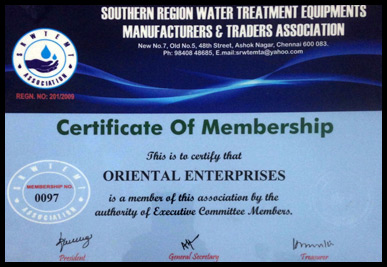 SOUTHERN REGION WATER TREATMENT EQUIPMENTS
MANUFACTURERS & TRADERS ASSOCIATION
New No.7, Old No.5, 48th Street, Ashok Nagar, Chennai 600 083.
Ph: 98408 48685, E.mail:srwtemta@yahoo.com
SRWTEMT
ASSOCIATION
REGN. NO: 201/2009
Certificate Of Membership
This is to certify that
ORIENTAL ENTERPRISES
is a member of this association by the
authority of Executive Committee Members.
SRWTEMT
MEMBERSHIP NO.
0097
ASSOCIATION
President
General Secretary
Treasurer